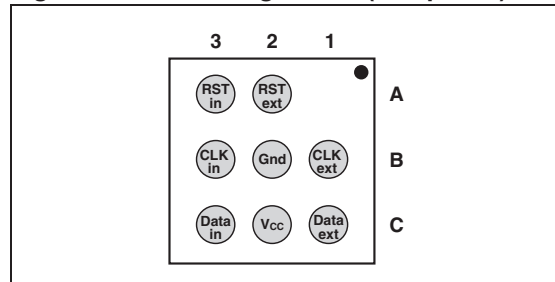 3 2 1
RST in RST ext A
CLK in Gnd CLK ext B
Data in Vcc Data ext C